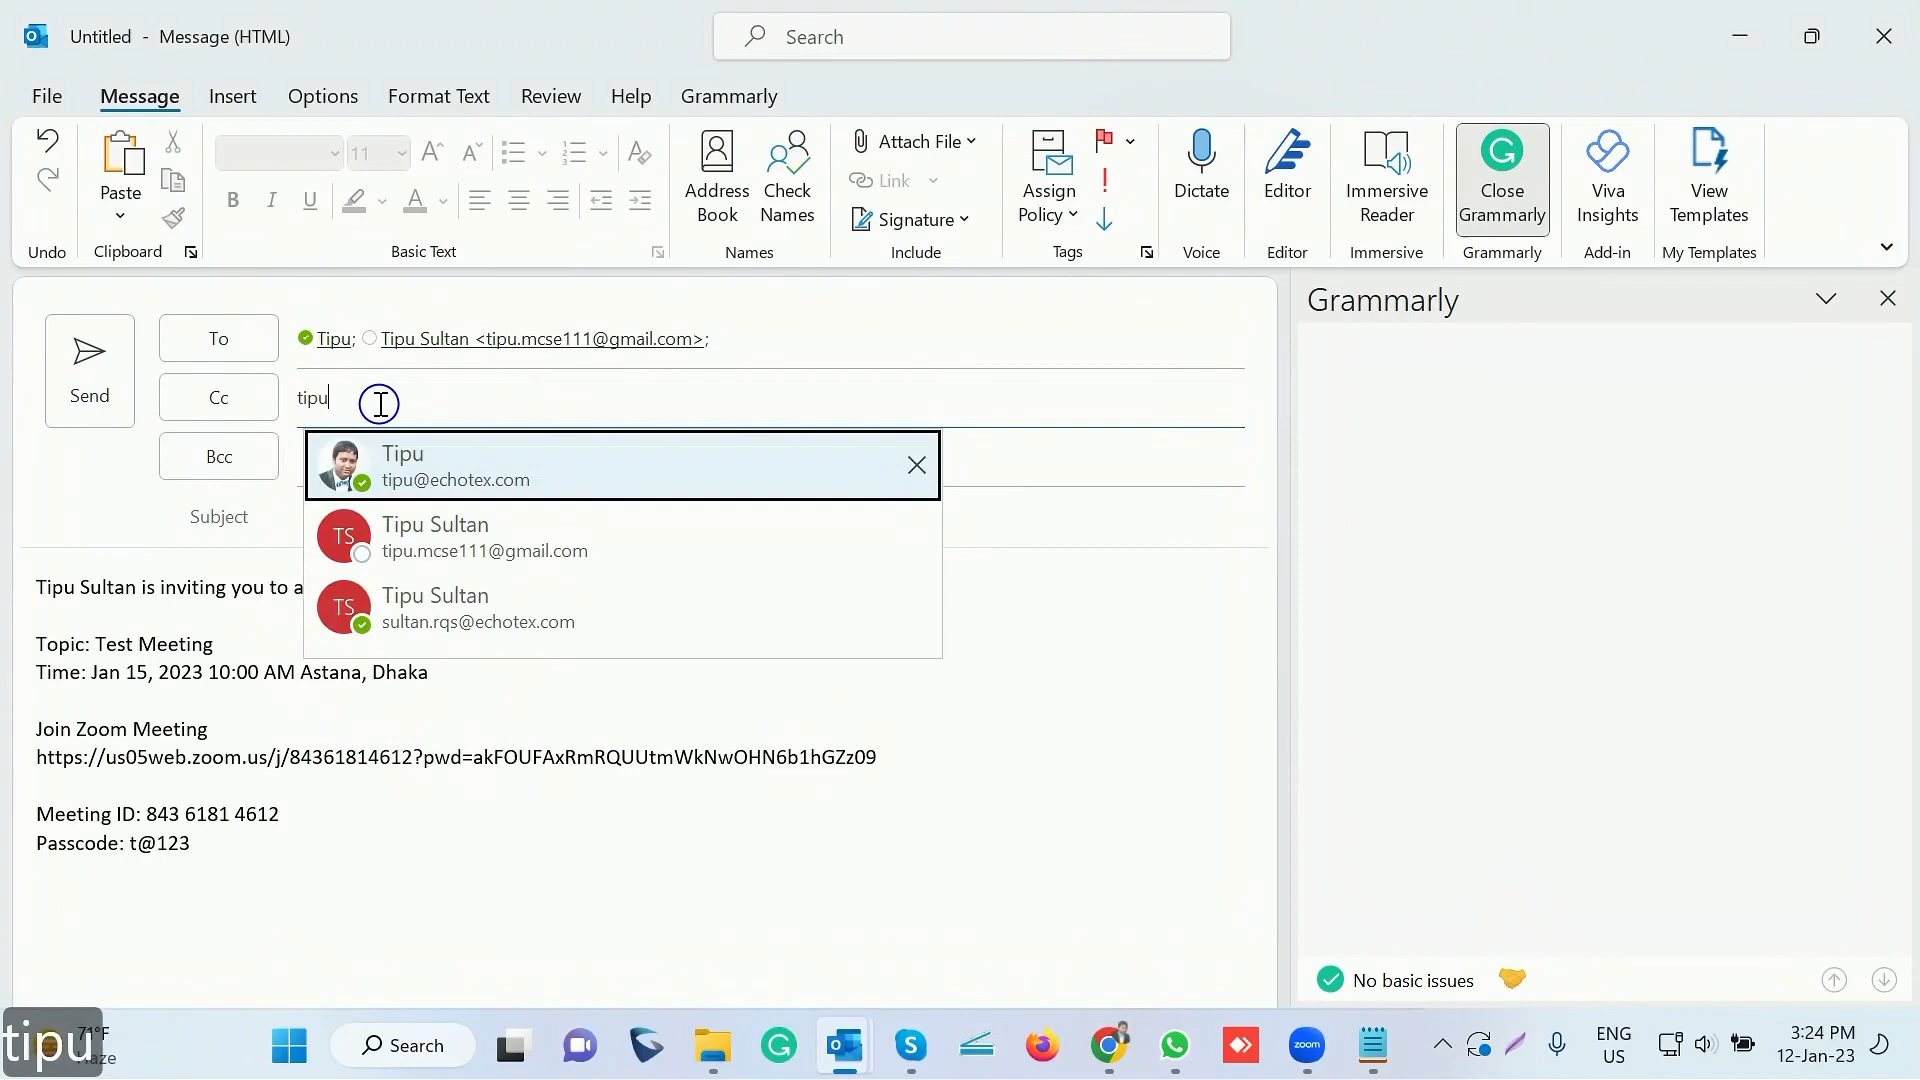 Untitled - Message (HTML)
Search
File Message Insert Options Format Text Review Help Grammarly
Undo
Paste
Clipboard
11
B I U
Basic Text
Address Book
Check Names
Names
Attach File
Link
Signature
Include
Assign Policy
Tags
Dictate
Voice
Editor
Editor
Immersive Reader
Immersive
Close Grammarly
Grammarly
Viva Insights
Add-in
View Templates
My Templates
Grammarly
Send
To Tipu; Tipu Sultan <tipu.mcse111@gmail.com>;
Cc tipu
Bcc
Subject
Tipu
tipu@echotex.com
TS Tipu Sultan
tipu.mcse111@gmail.com
TS Tipu Sultan
sultan.rqs@echotex.com
Tipu Sultan is inviting you to a
Topic: Test Meeting
Time: Jan 15, 2023 10:00 AM Astana, Dhaka
Join Zoom Meeting
https://us05web.zoom.us/j/84361814612?pwd=akFOUFAxRmRQUUtmWkNwOHN6b1hGZz09
Meeting ID: 843 6181 4612
Passcode: t@123
No basic issues
tipu
71°F
Haze
Search
zoom
ENG
US
3:24 PM
12-Jan-23